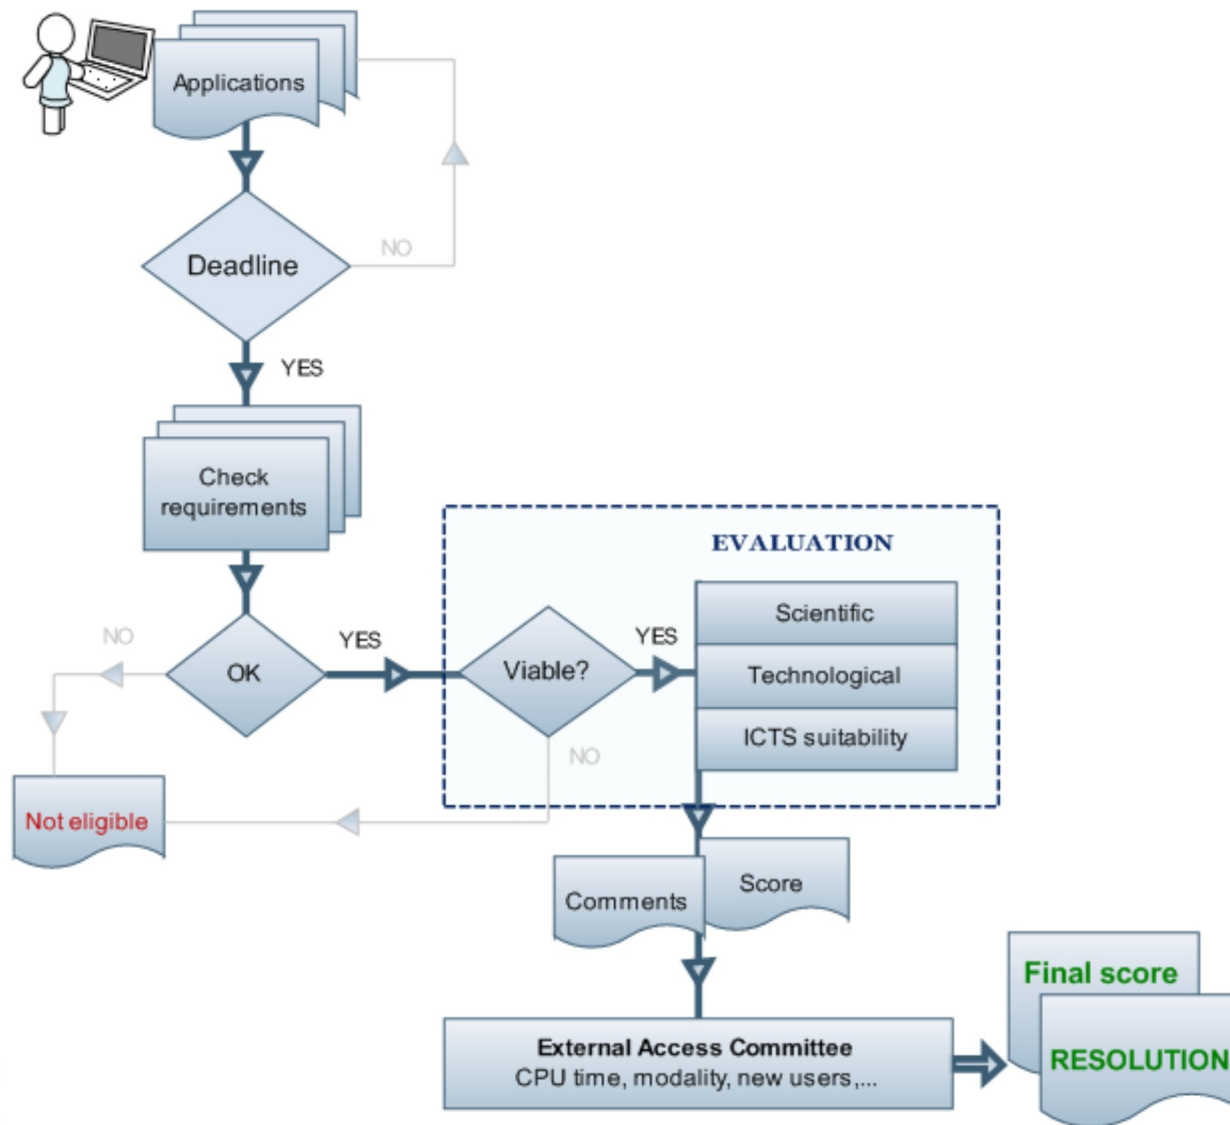 Applications
NO
Deadline
YES
Check
requirements
EVALUATION
Scientific
NO
YES
YES
OK
Viable?
Technological
ICTS suitability
NO
Not eligible
Comments
Score
Final score
External Access Committee
CPU time, modality, new users,...
RESOLUTION